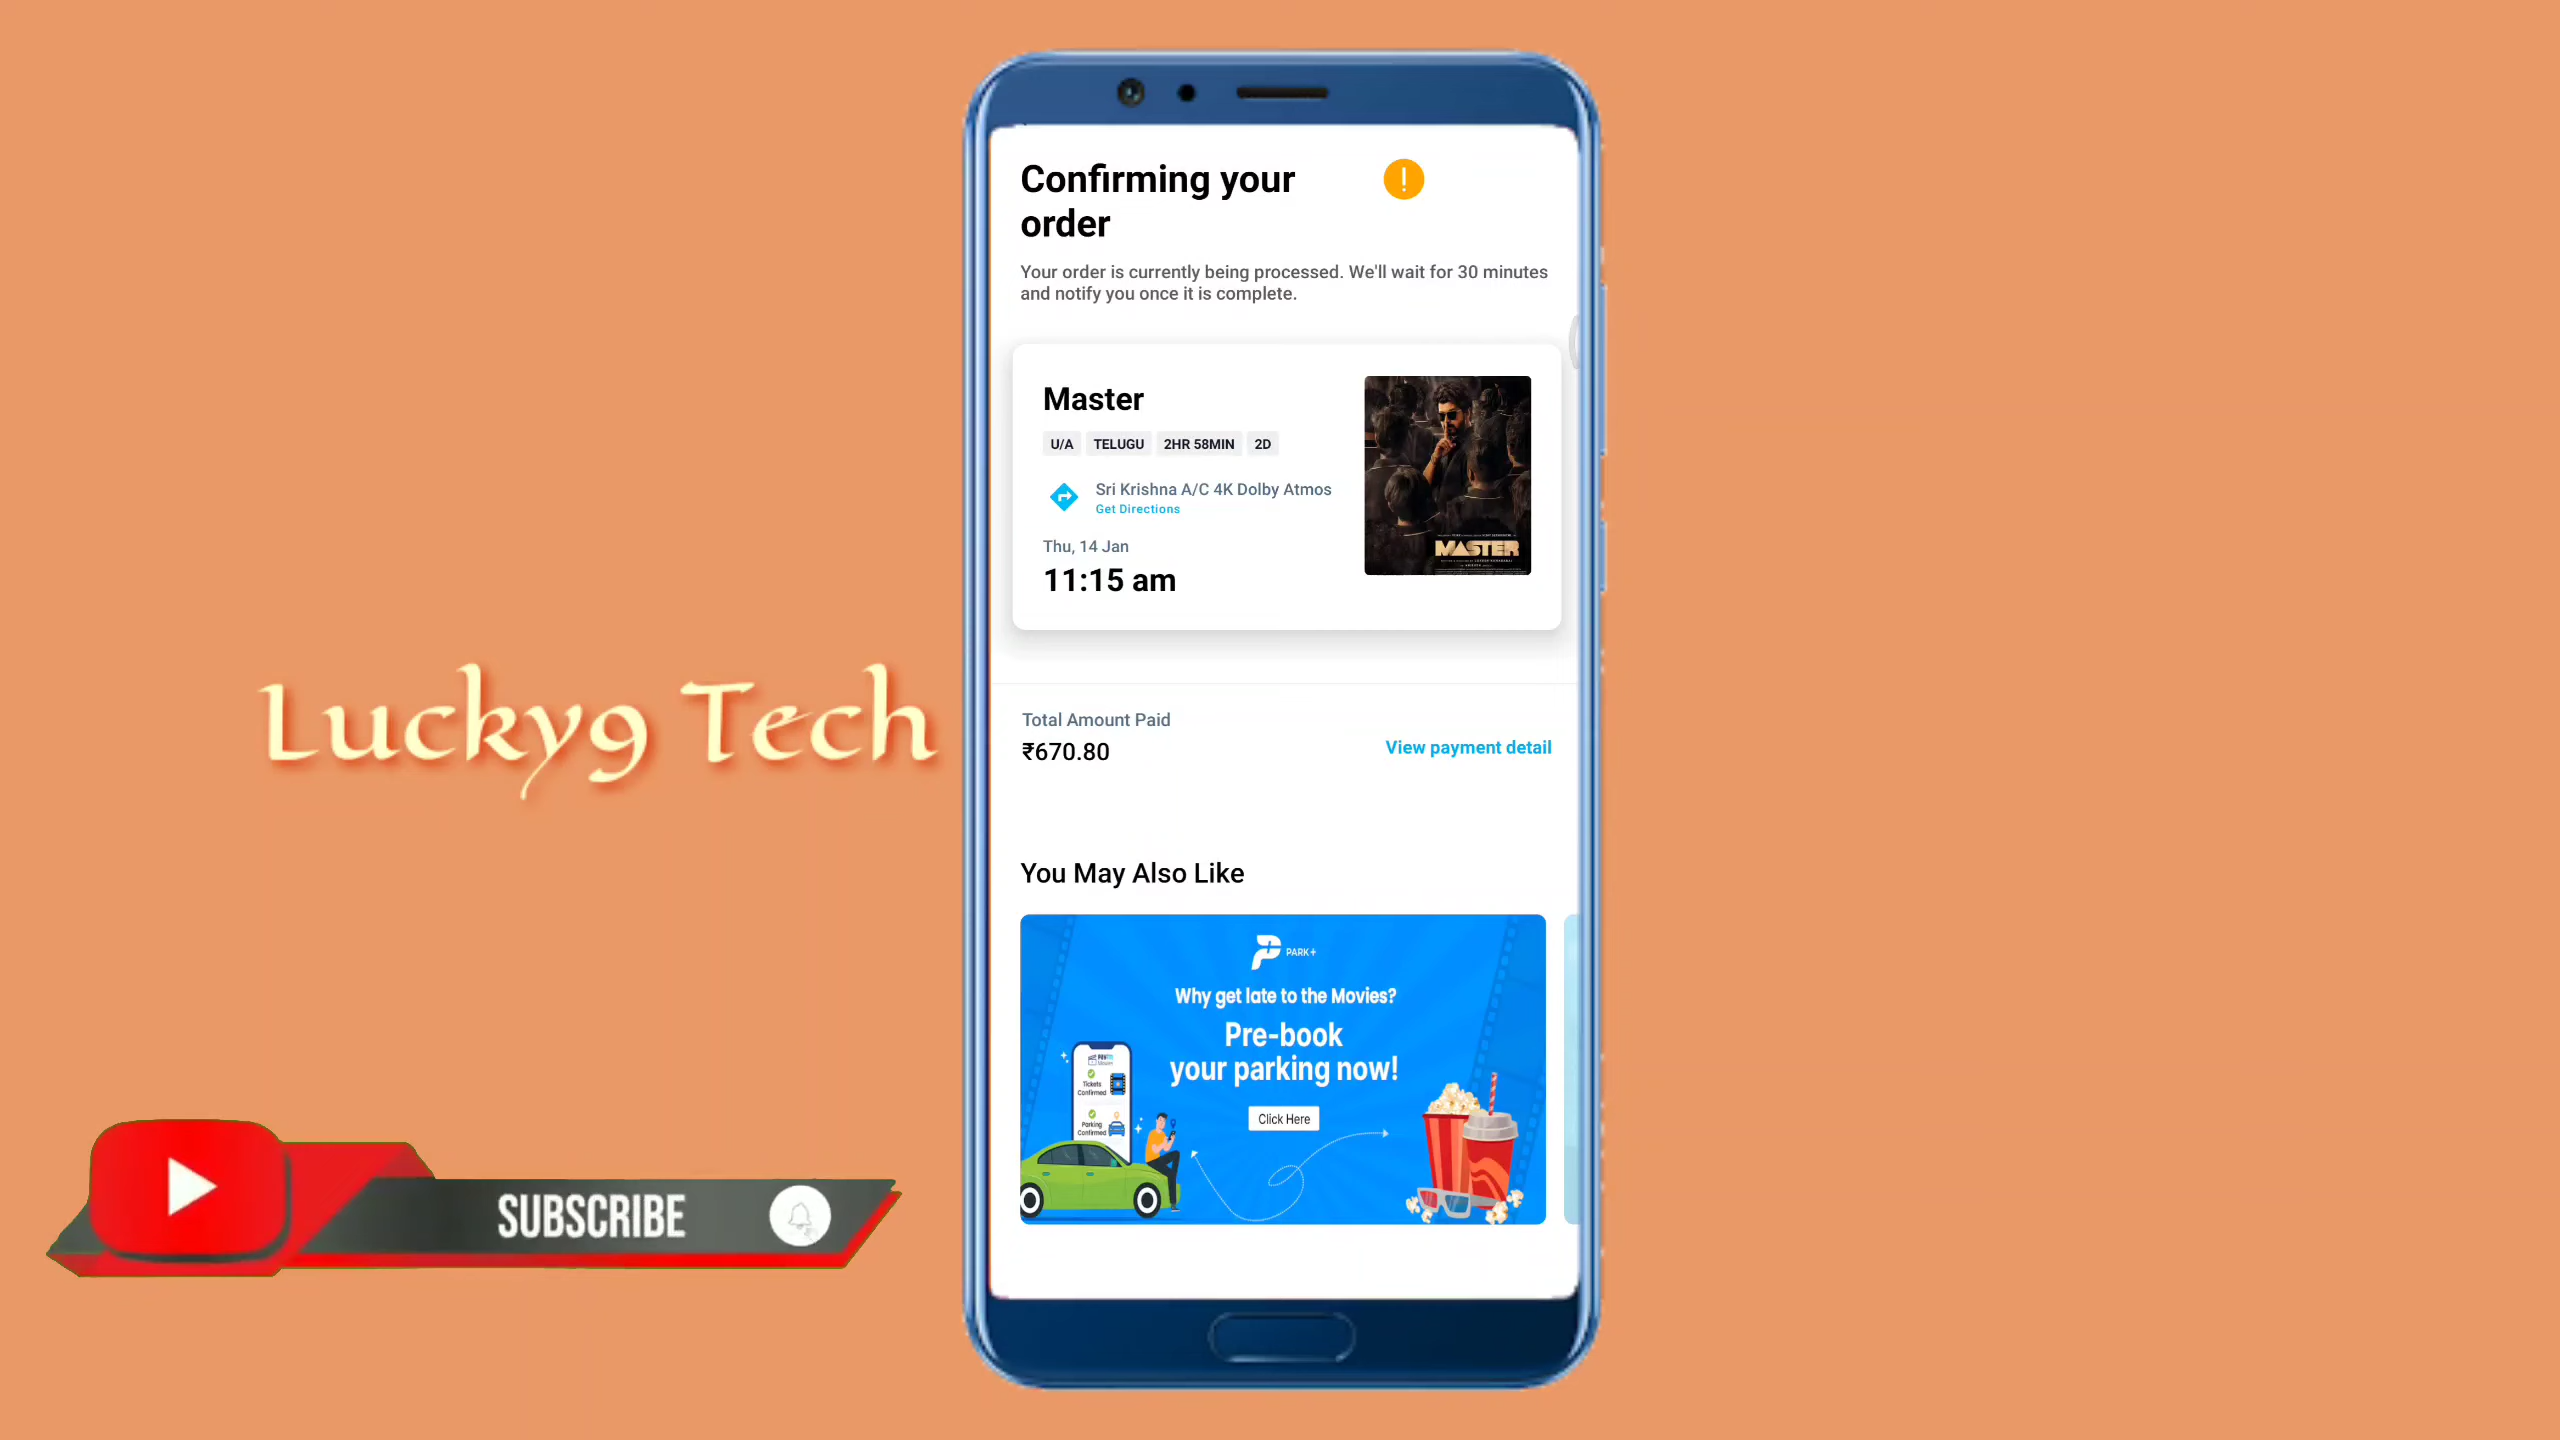 Confirming your
order
Your order is currently being processed. We'll wait for 30 minutes
and notify you once it is complete.
Master
U/A TELUGU 2HR 58MIN 2D
Sri Krishna A/C 4K Dolby Atmos
Get Directions
Thu, 14 Jan
11:15 am
MASTER
Lucky9 Tech
Total Amount Paid
₹670.80
View payment detail
You May Also Like
PARK+
Why get late to the Movies?
Pre-book
your parking now!
Click Here
Tickets
Confirmed
Parking
Confirmed
SUBSCRIBE